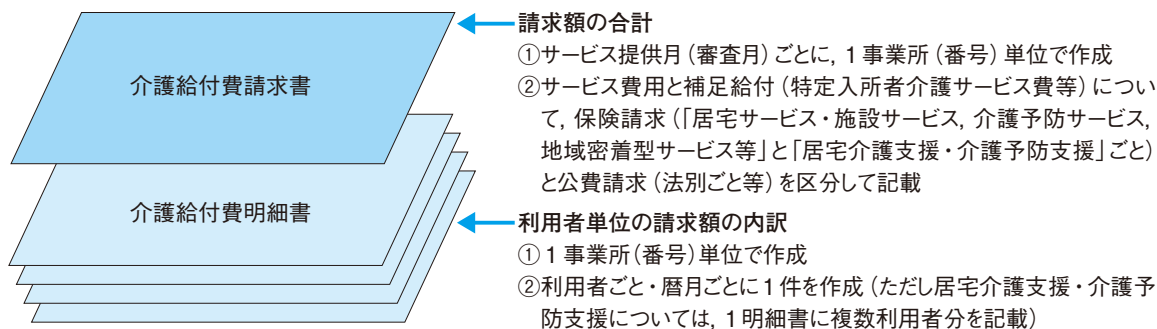 介護給付費請求書
請求額の合計
①サービス提供月（審査月）ごとに，1事業所（番号）単位で作成
②サービス費用と補足給付（特定入所者介護サービス費等）につい
て，保険請求（「居宅サービス・施設サービス，介護予防サービス，
地域密着型サービス等」と「居宅介護支援・介護予防支援」ごと）
と公費請求（法別ごと等）を区分して記載
介護給付費明細書
利用者単位の請求額の内訳
①1事業所（番号）単位で作成
②利用者ごと・暦月ごとに1件を作成（ただし居宅介護支援・介護予
防支援については，1明細書に複数利用者分を記載）